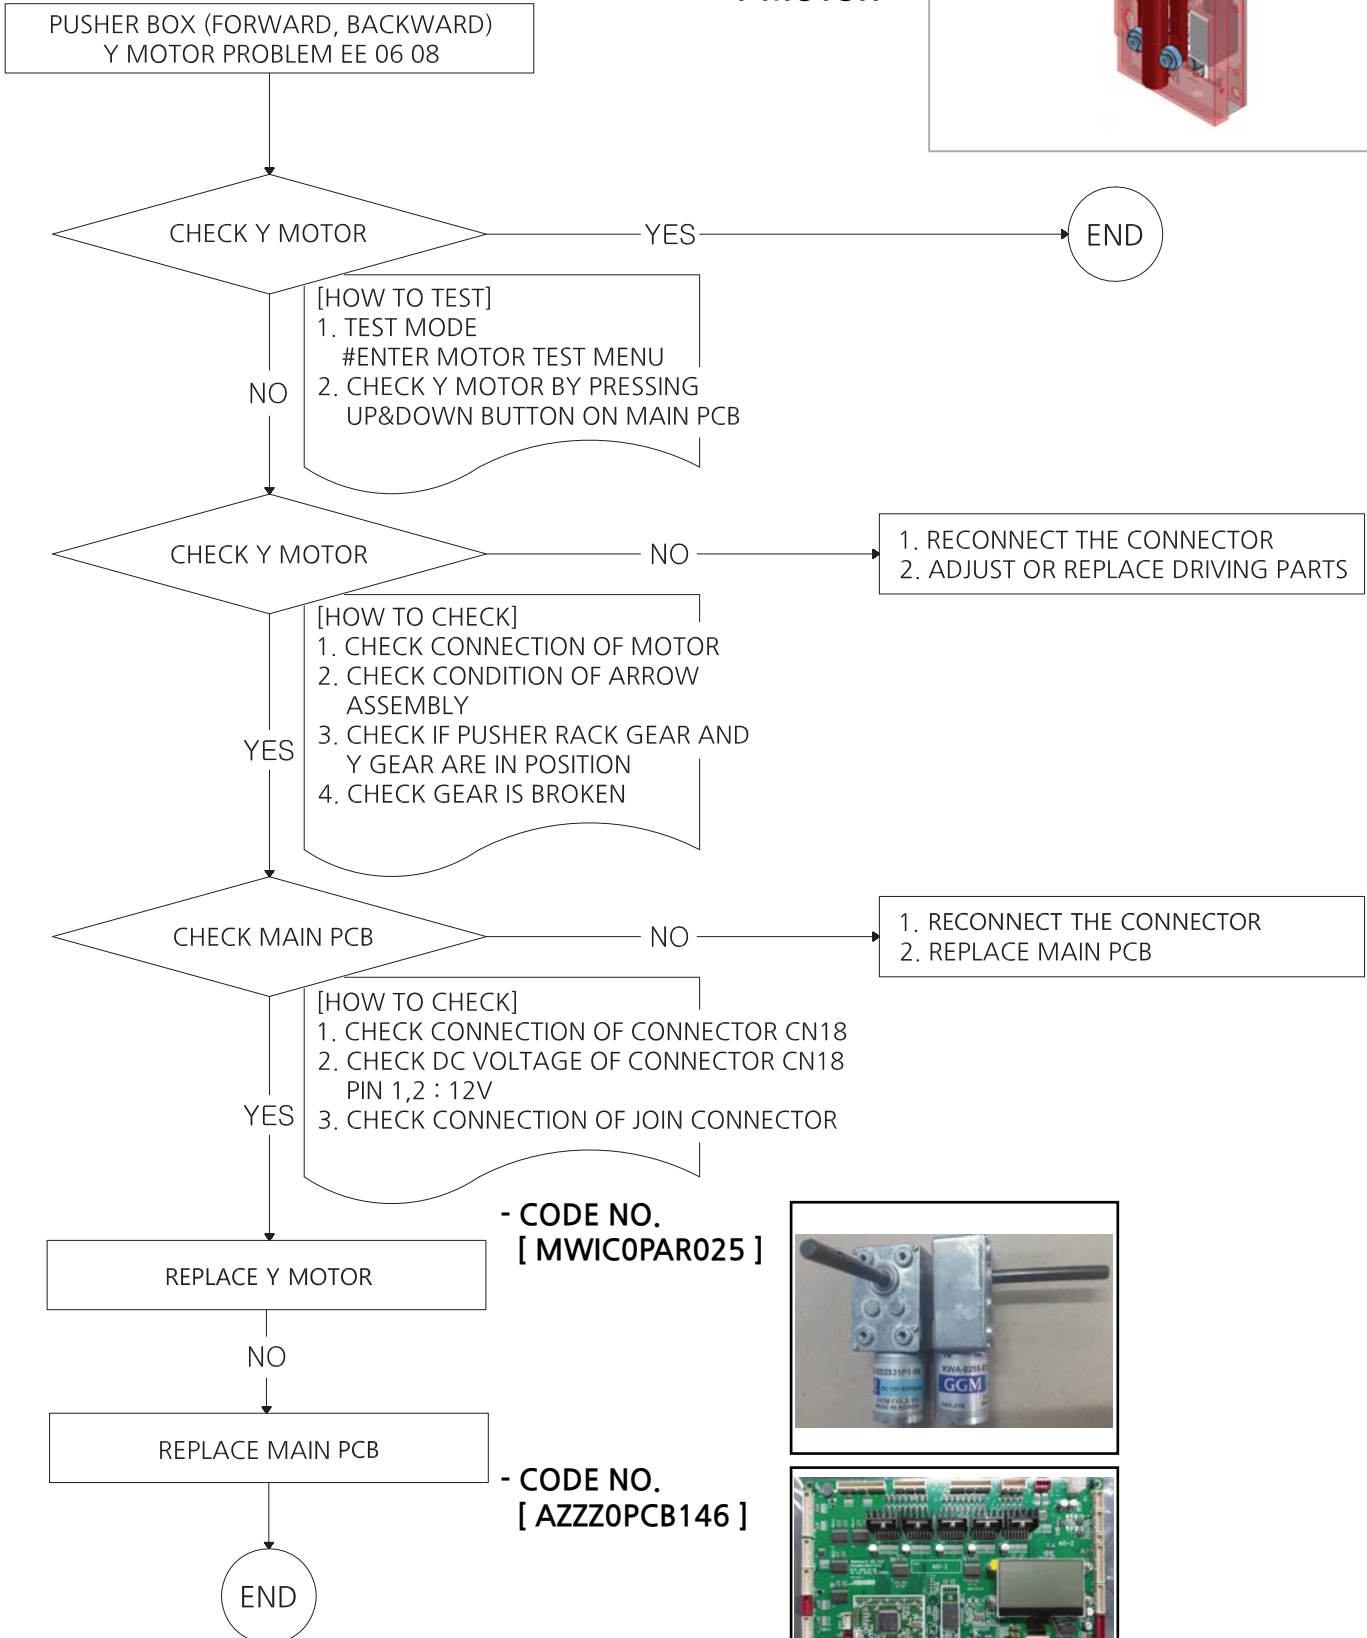 PUSHER BOX (FORWARD, BACKWARD)
Y MOTOR PROBLEM EE 06 08
CHECK Y MOTOR
YES
END
[HOW TO TEST]
1. TEST MODE
#ENTER MOTOR TEST MENU
2. CHECK Y MOTOR BY PRESSING
UP&DOWN BUTTON ON MAIN PCB
NO
CHECK Y MOTOR
NO
1. RECONNECT THE CONNECTOR
2. ADJUST OR REPLACE DRIVING PARTS
[HOW TO CHECK]
1. CHECK CONNECTION OF MOTOR
2. CHECK CONDITION OF ARROW
ASSEMBLY
3. CHECK IF PUSHER RACK GEAR AND
Y GEAR ARE IN POSITION
4. CHECK GEAR IS BROKEN
YES
CHECK MAIN PCB
NO
1. RECONNECT THE CONNECTOR
2. REPLACE MAIN PCB
[HOW TO CHECK]
1. CHECK CONNECTION OF CONNECTOR CN18
2. CHECK DC VOLTAGE OF CONNECTOR CN18
PIN 1,2 : 12V
3. CHECK CONNECTION OF JOIN CONNECTOR
YES
- CODE NO.
[ MWIC0PAR025 ]
REPLACE Y MOTOR
GGM
NO
REPLACE MAIN PCB
- CODE NO.
[ AZZZ0PCB146 ]
END